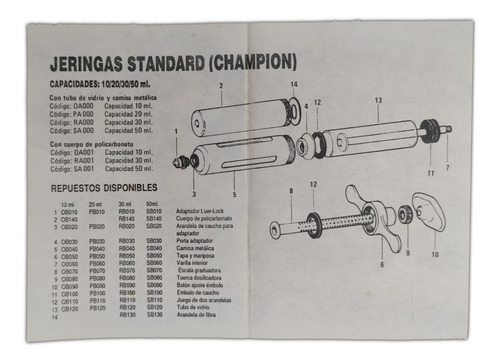 JERINGAS STANDARD (CHAMPION)
CAPACIDADES: 10/20/30/50 ml.
Con tubo de vidrio y camisa metálica
Código: OA000 Capacidad 10 ml.
Código: PA 000 Capacidad 20 ml.
Código: RA000 Capacidad 30 ml.
Código: SA 000 Capacidad 50 ml.
Con cuerpo de policarbonato
Código: OA001 Capacidad 10 ml.
Código: RA001 Capacidad 30 ml.
Código: SA 001 Capacidad 50 ml.
REPUESTOS DISPONIBLES
10 ml 20 ml 30 ml 50ml.
1 OB010 PB010 RB010 SB010 Adaptador Luer-Lock
2 OB140 RB140 SB140 Cuerpo de policarbonato
3 OB020 PB020 RB020 SB020 Arandela de caucho para
adaptador
4 OB030 PB030 RB030 SB030 Porta adaptador
5 OB040 PB040 RB040 SB040 Camisa metálica
6 OB050 PB050 RB050 SB050 Tapa y mariposa
7 OB060 PB060 RB060 SB060 Varilla interior
8 OB070 PB070 RB070 SB070 Escala graduadora
9 OB080 PB080 RB080 SB080 Tuerca dosificadora
10 OB090 PB090 RB090 SB090 Botón ajuste émbolo
11 OB100 PB100 RB100 SB100 Embolo de caucho
12 OB110 PB110 RB110 SB110 Juego de dos arandelas
13 OB120 PB120 RB120 SB120 Tubo de vidrio
14 RB130 SB130 Arandela de fibra
2
14
12
13
4
1
3
5
11
7
8
12
6
9
10